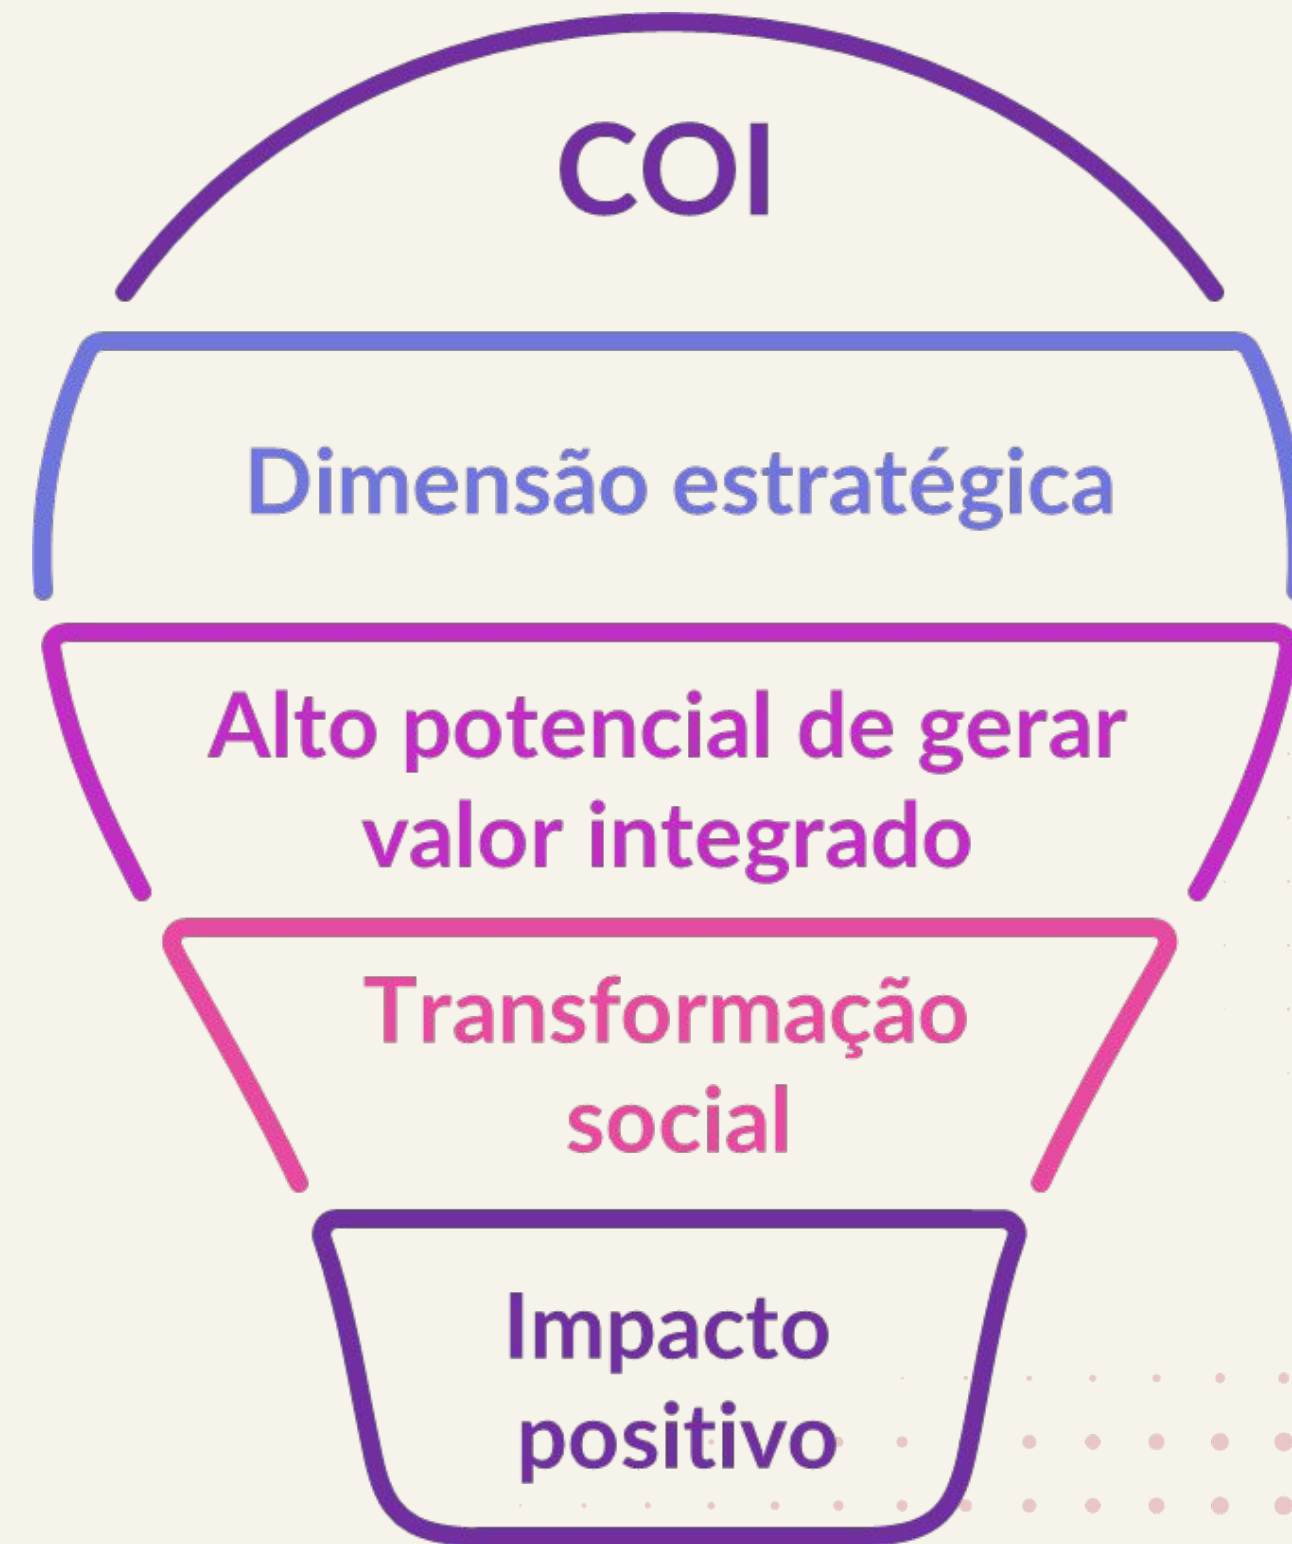 COI
Dimensão estratégica
Alto potencial de gerar
valor integrado
Transformação
social
Impacto
positivo